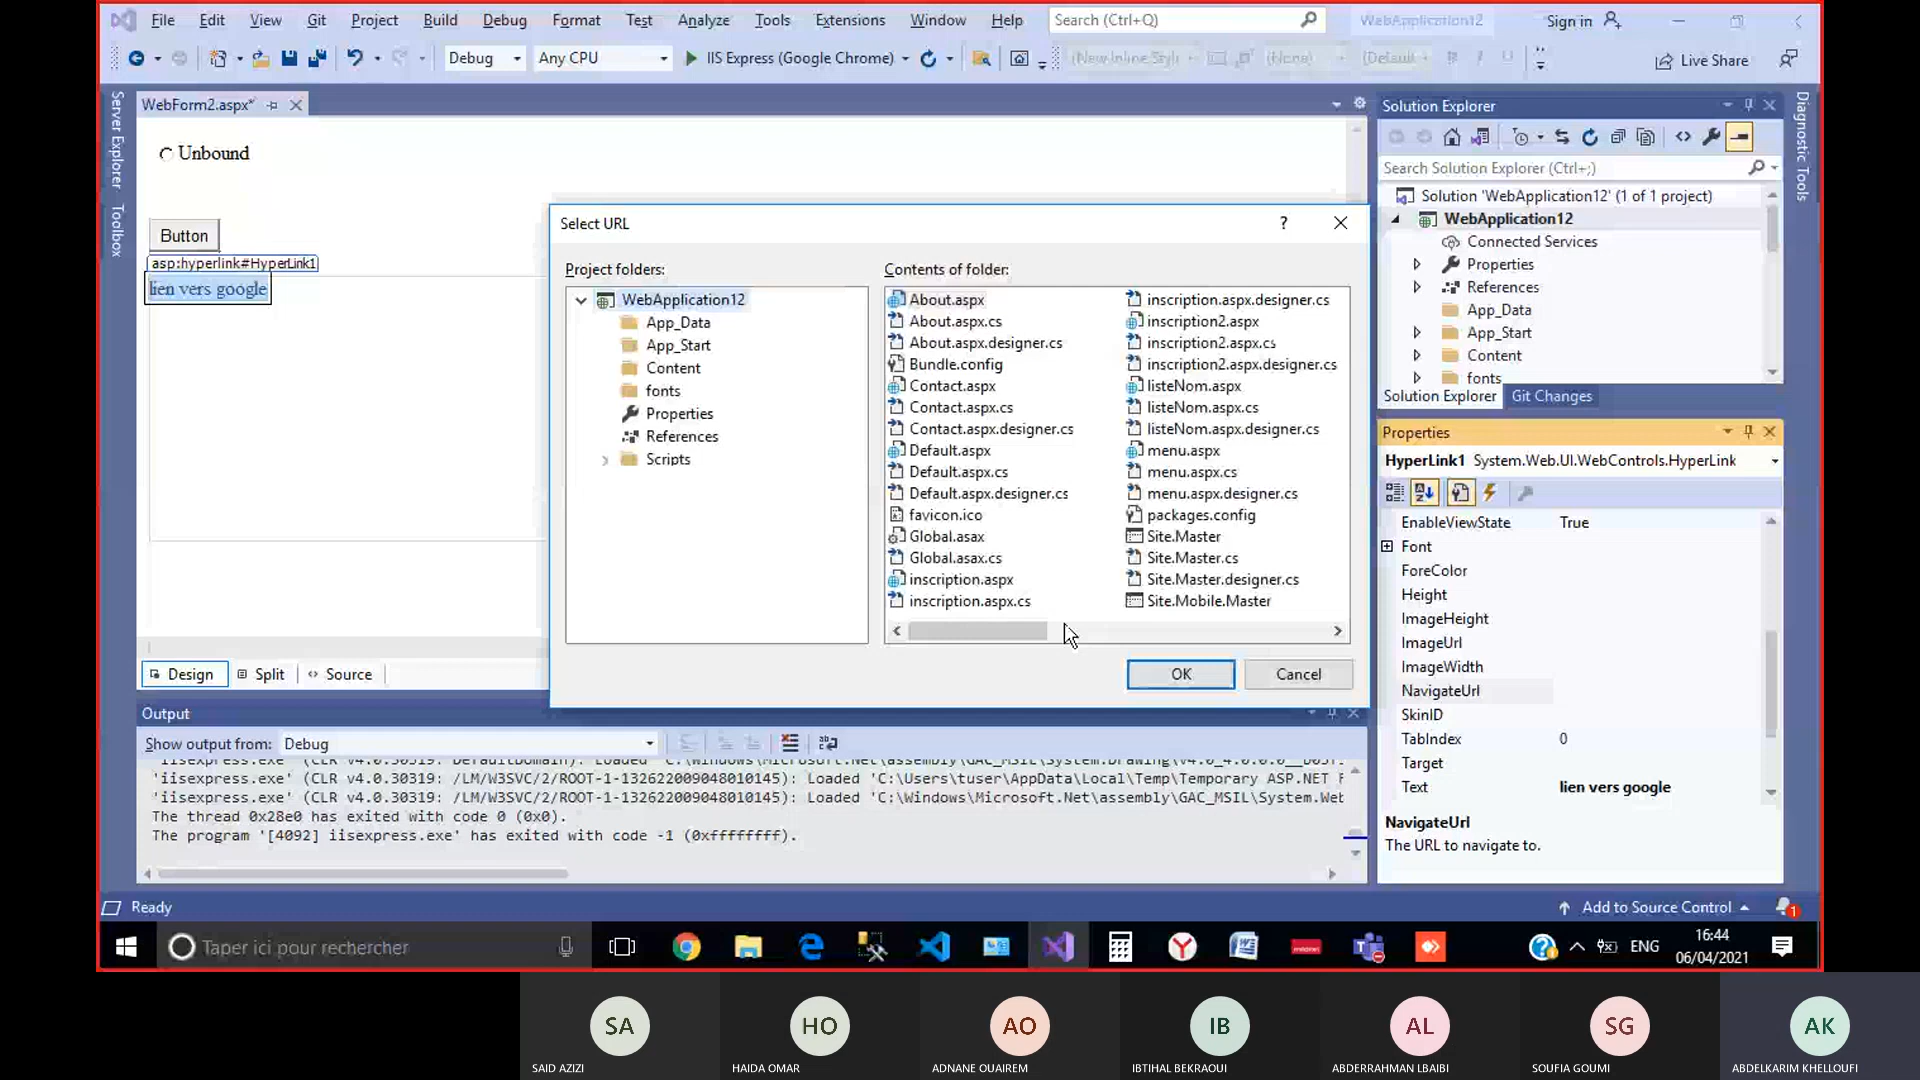 File Edit View Git Project Build Debug Format Test Analyze Tools Extensions Window Help Search (Ctrl+Q) WebApplication12 Sign in
Debug Any CPU IIS Express (Google Chrome) (New Inline Style (None) (Default Live Share
Server Explorer
Toolbox
WebForm2.aspx*
Unbound
Button
asp:hyperlink#HyperLink1
lien vers google
Design Split Source
Select URL
Project folders:
WebApplication12
App_Data
App_Start
Content
fonts
Properties
References
Scripts
Contents of folder:
About.aspx
About.aspx.cs
About.aspx.designer.cs
Bundle.config
Contact.aspx
Contact.aspx.cs
Contact.aspx.designer.cs
Default.aspx
Default.aspx.cs
Default.aspx.designer.cs
favicon.ico
Global.asax
Global.asax.cs
inscription.aspx
inscription.aspx.cs
inscription.aspx.designer.cs
inscription2.aspx
inscription2.aspx.cs
inscription2.aspx.designer.cs
listeNom.aspx
listeNom.aspx.cs
listeNom.aspx.designer.cs
menu.aspx
menu.aspx.cs
menu.aspx.designer.cs
packages.config
Site.Master
Site.Master.cs
Site.Master.designer.cs
Site.Mobile.Master
OK Cancel
Solution Explorer
Search Solution Explorer (Ctrl+;)
Solution 'WebApplication12' (1 of 1 project)
WebApplication12
Connected Services
Properties
References
App_Data
App_Start
Content
fonts
Solution Explorer Git Changes
Diagnostic Tools
Properties
HyperLink1 System.Web.UI.WebControls.HyperLink
EnableViewState True
Font
ForeColor
Height
ImageHeight
ImageUrl
ImageWidth
NavigateUrl
SkinID
TabIndex 0
Target
Text lien vers google
NavigateUrl
The URL to navigate to.
Output
Show output from: Debug
'iisexpress.exe' (CLR v4.0.30319: /LM/W3SVC/2/ROOT-1-132622009048010145): Loaded 'C:\Users\tuser\AppData\Local\Temp\Temporary ASP.NET F
'iisexpress.exe' (CLR v4.0.30319: /LM/W3SVC/2/ROOT-1-132622009048010145): Loaded 'C:\Windows\Microsoft.Net\assembly\GAC_MSIL\System.Web
The thread 0x28e0 has exited with code 0 (0x0).
The program '[4092] iisexpress.exe' has exited with code -1 (0xffffffff).
Ready Add to Source Control 1
Taper ici pour rechercher ENG 16:44
06/04/2021
SA HO AO IB AL SG AK
SAID AZIZI HAIDA OMAR ADNANE OUAIREM IBTIHAL BEKRAOUI ABDERRAHMAN LBAIBI SOUFIA GOUMI ABDELKARIM KHELLOUFI